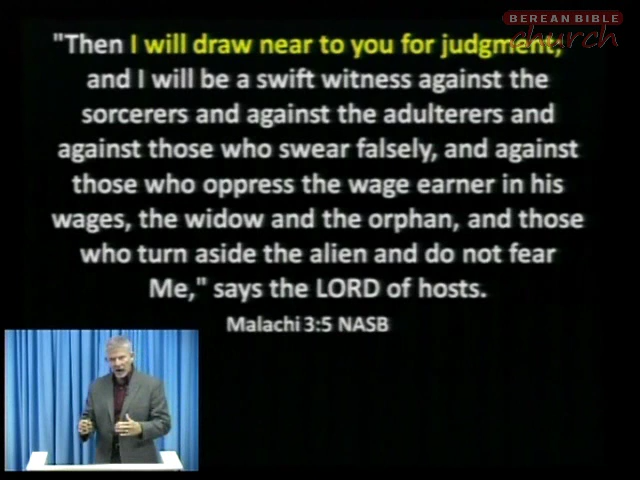 BEREAN BIBLE
church
"Then I will draw near to you for judgment,
and I will be a swift witness against the
sorcerers and against the adulterers and
against those who swear falsely, and against
those who oppress the wage earner in his
wages, the widow and the orphan, and those
who turn aside the alien and do not fear
Me," says the LORD of hosts.
Malachi 3:5 NASB